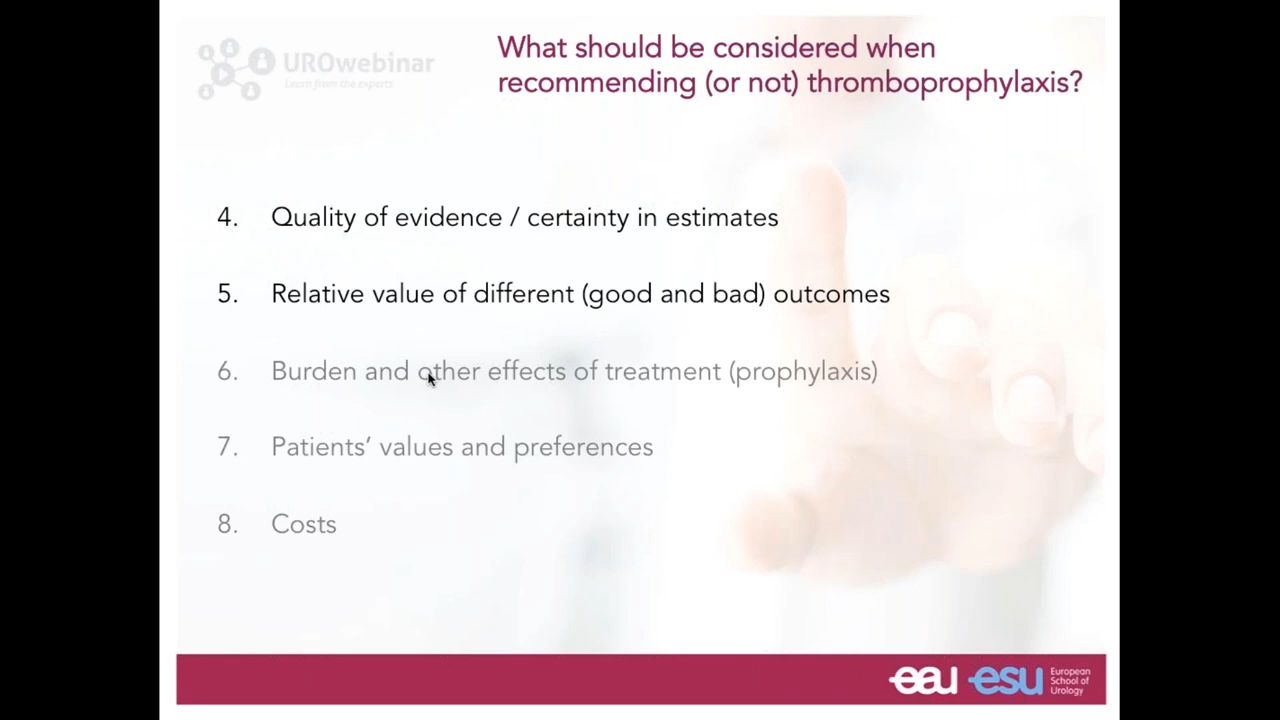 UROwebinar
Learn from the experts
What should be considered when
recommending (or not) thromboprophylaxis?
4. Quality of evidence / certainty in estimates
5. Relative value of different (good and bad) outcomes
6. Burden and other effects of treatment (prophylaxis)
7. Patients’ values and preferences
8. Costs
eau esu European
School of
Urology